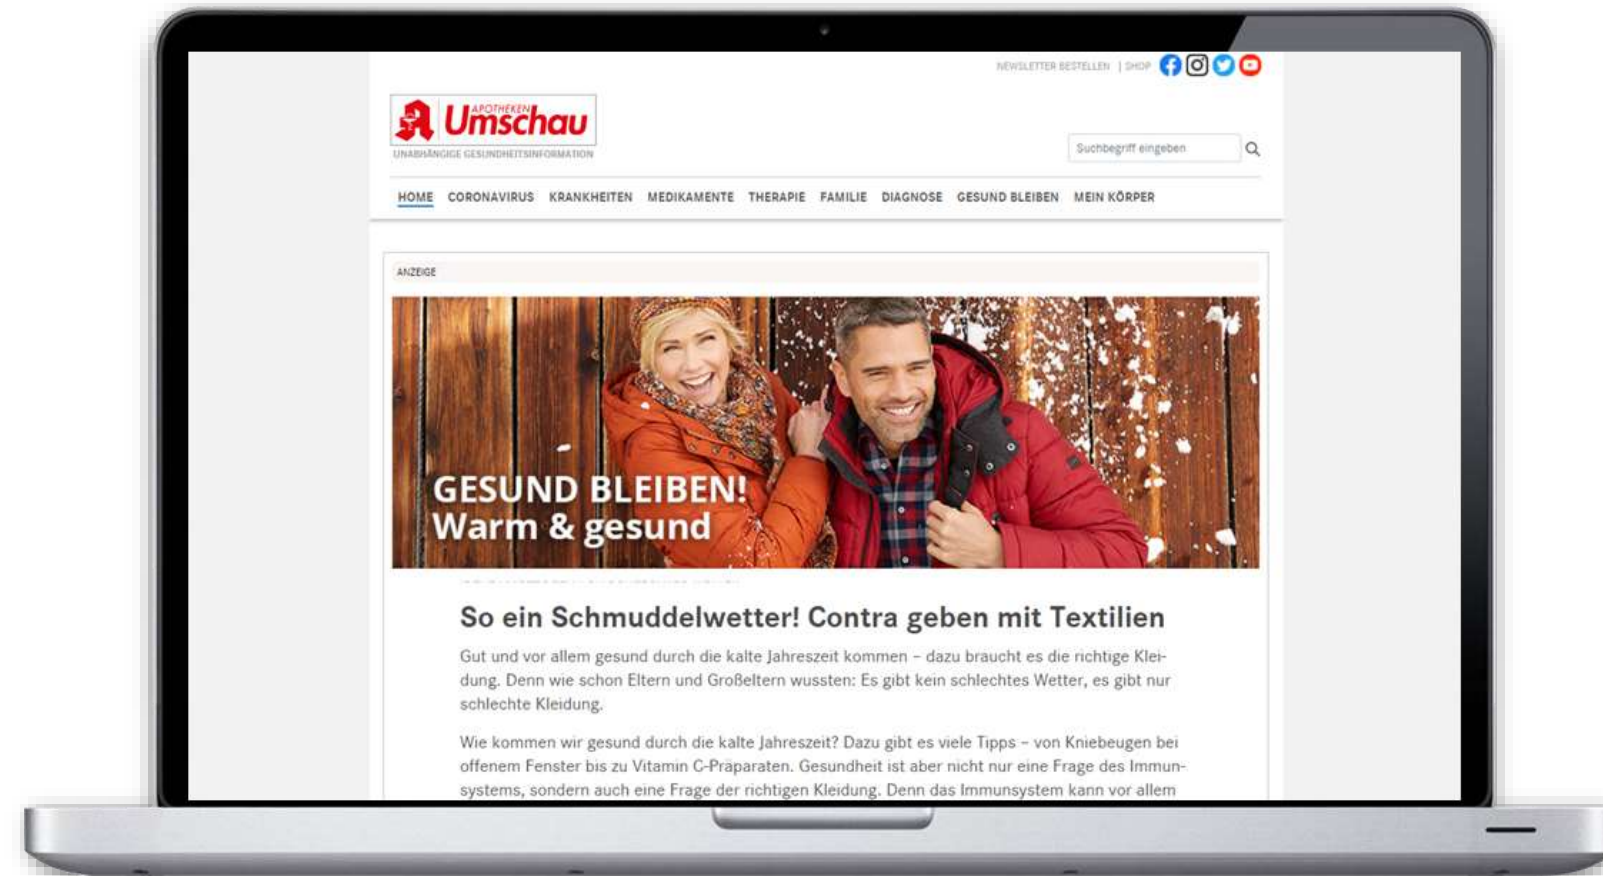 NEWSLETTER BESTELLEN | SHOP
APOTHEKEN
Umschau
UNABHÄNGIGE GESUNDHEITSINFORMATION
Suchbegriff eingeben
HOME CORONAVIRUS KRANKHEITEN MEDIKAMENTE THERAPIE FAMILIE DIAGNOSE GESUND BLEIBEN MEIN KÖRPER
ANZEIGE
GESUND BLEIBEN!
Warm & gesund
So ein Schmuddelwetter! Contra geben mit Textilien
Gut und vor allem gesund durch die kalte Jahreszeit kommen – dazu braucht es die richtige Klei-
dung. Denn wie schon Eltern und Großeltern wussten: Es gibt kein schlechtes Wetter, es gibt nur
schlechte Kleidung.
Wie kommen wir gesund durch die kalte Jahreszeit? Dazu gibt es viele Tipps – von Kniebeugen bei
offenem Fenster bis zu Vitamin C-Präparaten. Gesundheit ist aber nicht nur eine Frage des Immun-
systems, sondern auch eine Frage der richtigen Kleidung. Denn das Immunsystem kann vor allem